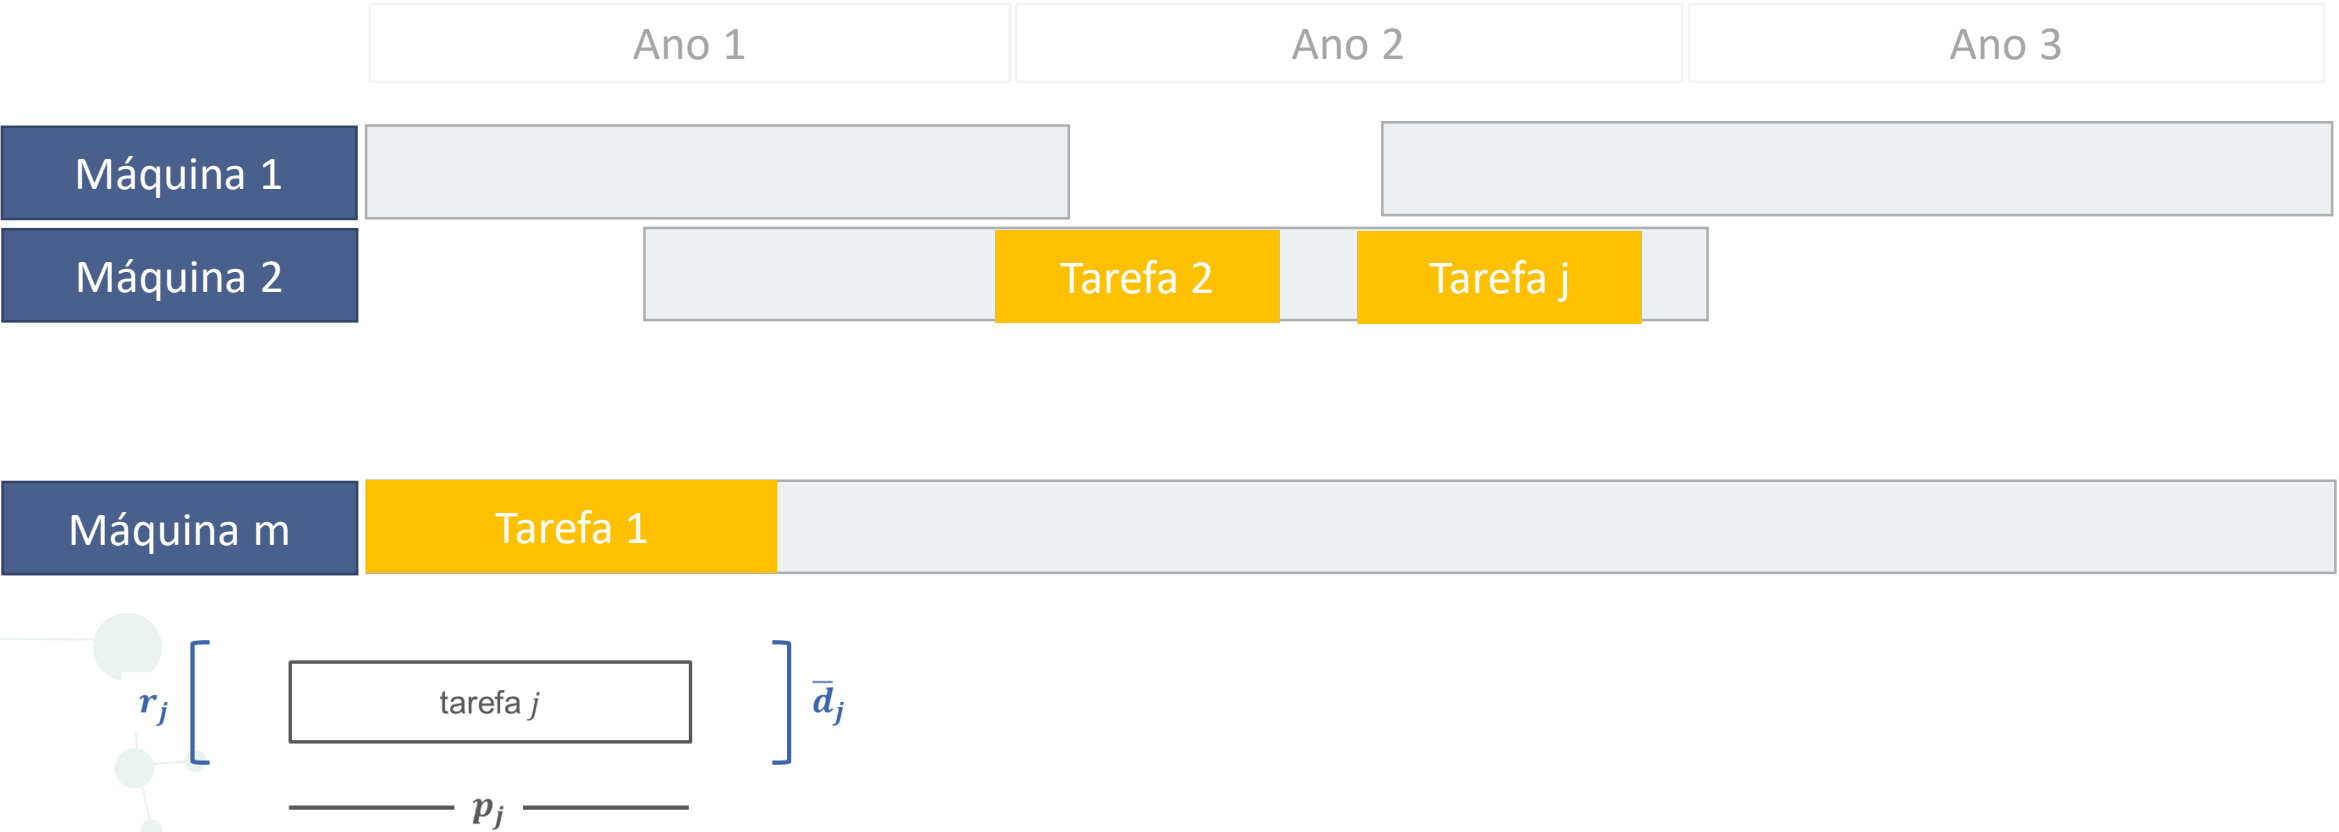 Ano 1 Ano 2 Ano 3
Máquina 1
Máquina 2 Tarefa 2 Tarefa j
Máquina m Tarefa 1
r_j tarefa j d̅_j
p_j